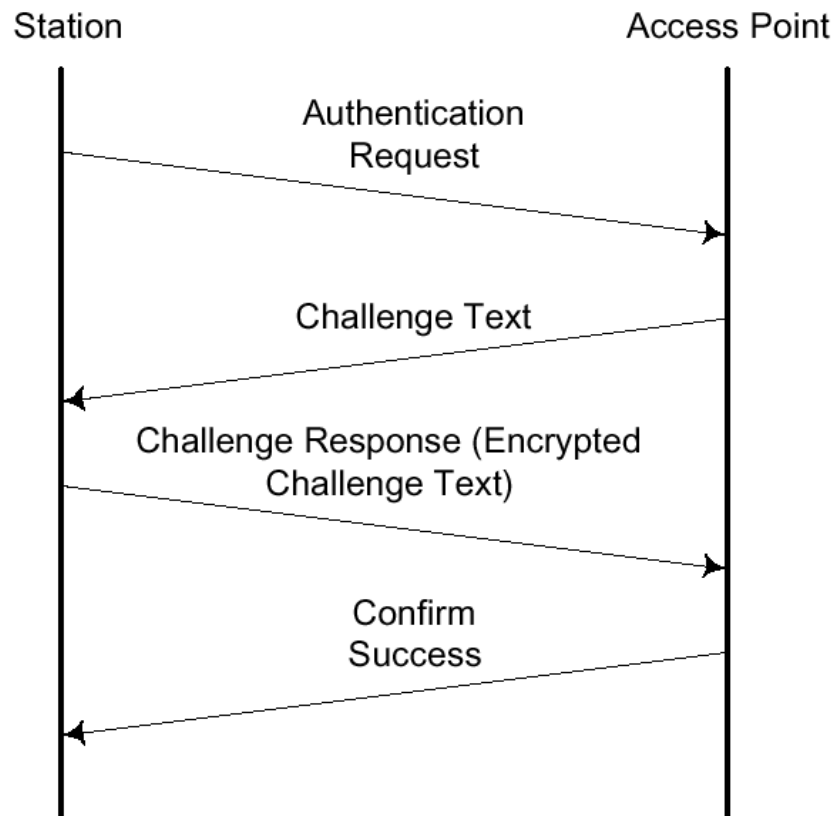 Station
Access Point
Authentication
Request
Challenge Text
Challenge Response (Encrypted
Challenge Text)
Confirm
Success